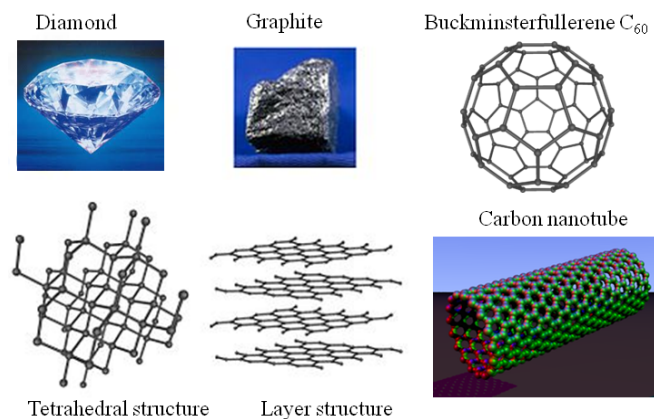 Diamond
Graphite
Buckminsterfullerene C₆₀
Carbon nanotube
Tetrahedral structure
Layer structure